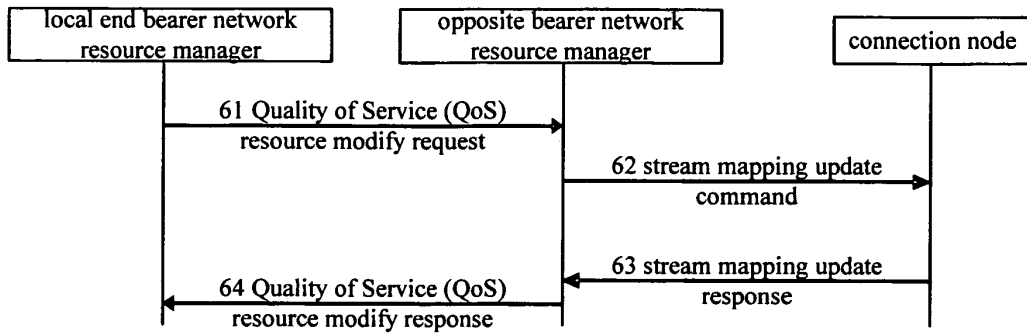 local end bearer network
resource manager
opposite bearer network
resource manager
connection node
61 Quality of Service (QoS)
resource modify request
62 stream mapping update
command
63 stream mapping update
response
64 Quality of Service (QoS)
resource modify response